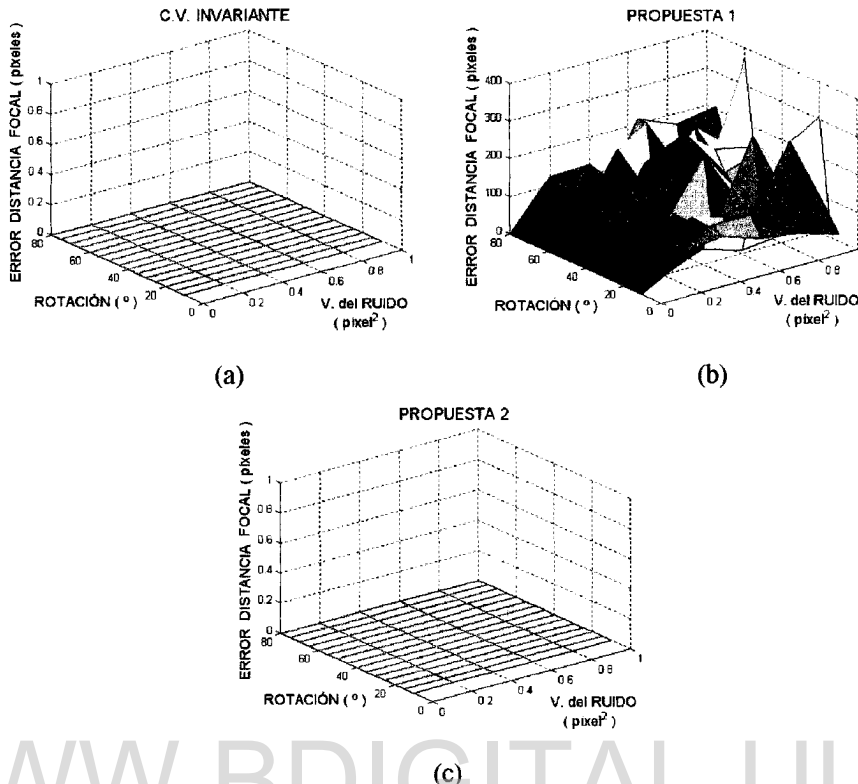 C.V. INVARIANTE
ERROR DISTANCIA FOCAL ( pixeles )
1
0 8
0 6
0 4
0 2
0
80
60
40
20
0
ROTACIÓN ( º )
0
0 2
0 4
0 6
0 8
1
V. del RUIDO
( pixel² )
(a)
PROPUESTA 1
ERROR DISTANCIA FOCAL ( pixeles )
400
300
200
100
0
80
60
40
20
0
ROTACIÓN ( º )
0
0 2
0 4
0 6
0 8
V. del RUIDO
( pixel² )
(b)
PROPUESTA 2
ERROR DISTANCIA FOCAL ( pixeles )
1
0 8
0 6
0.4
0.2
0
80
60
40
20
0
ROTACIÓN ( º )
0
0 2
0 4
0 6
0 8
1
V. del RUIDO
( pixel² )
(c)
WW BDIGITAL UL